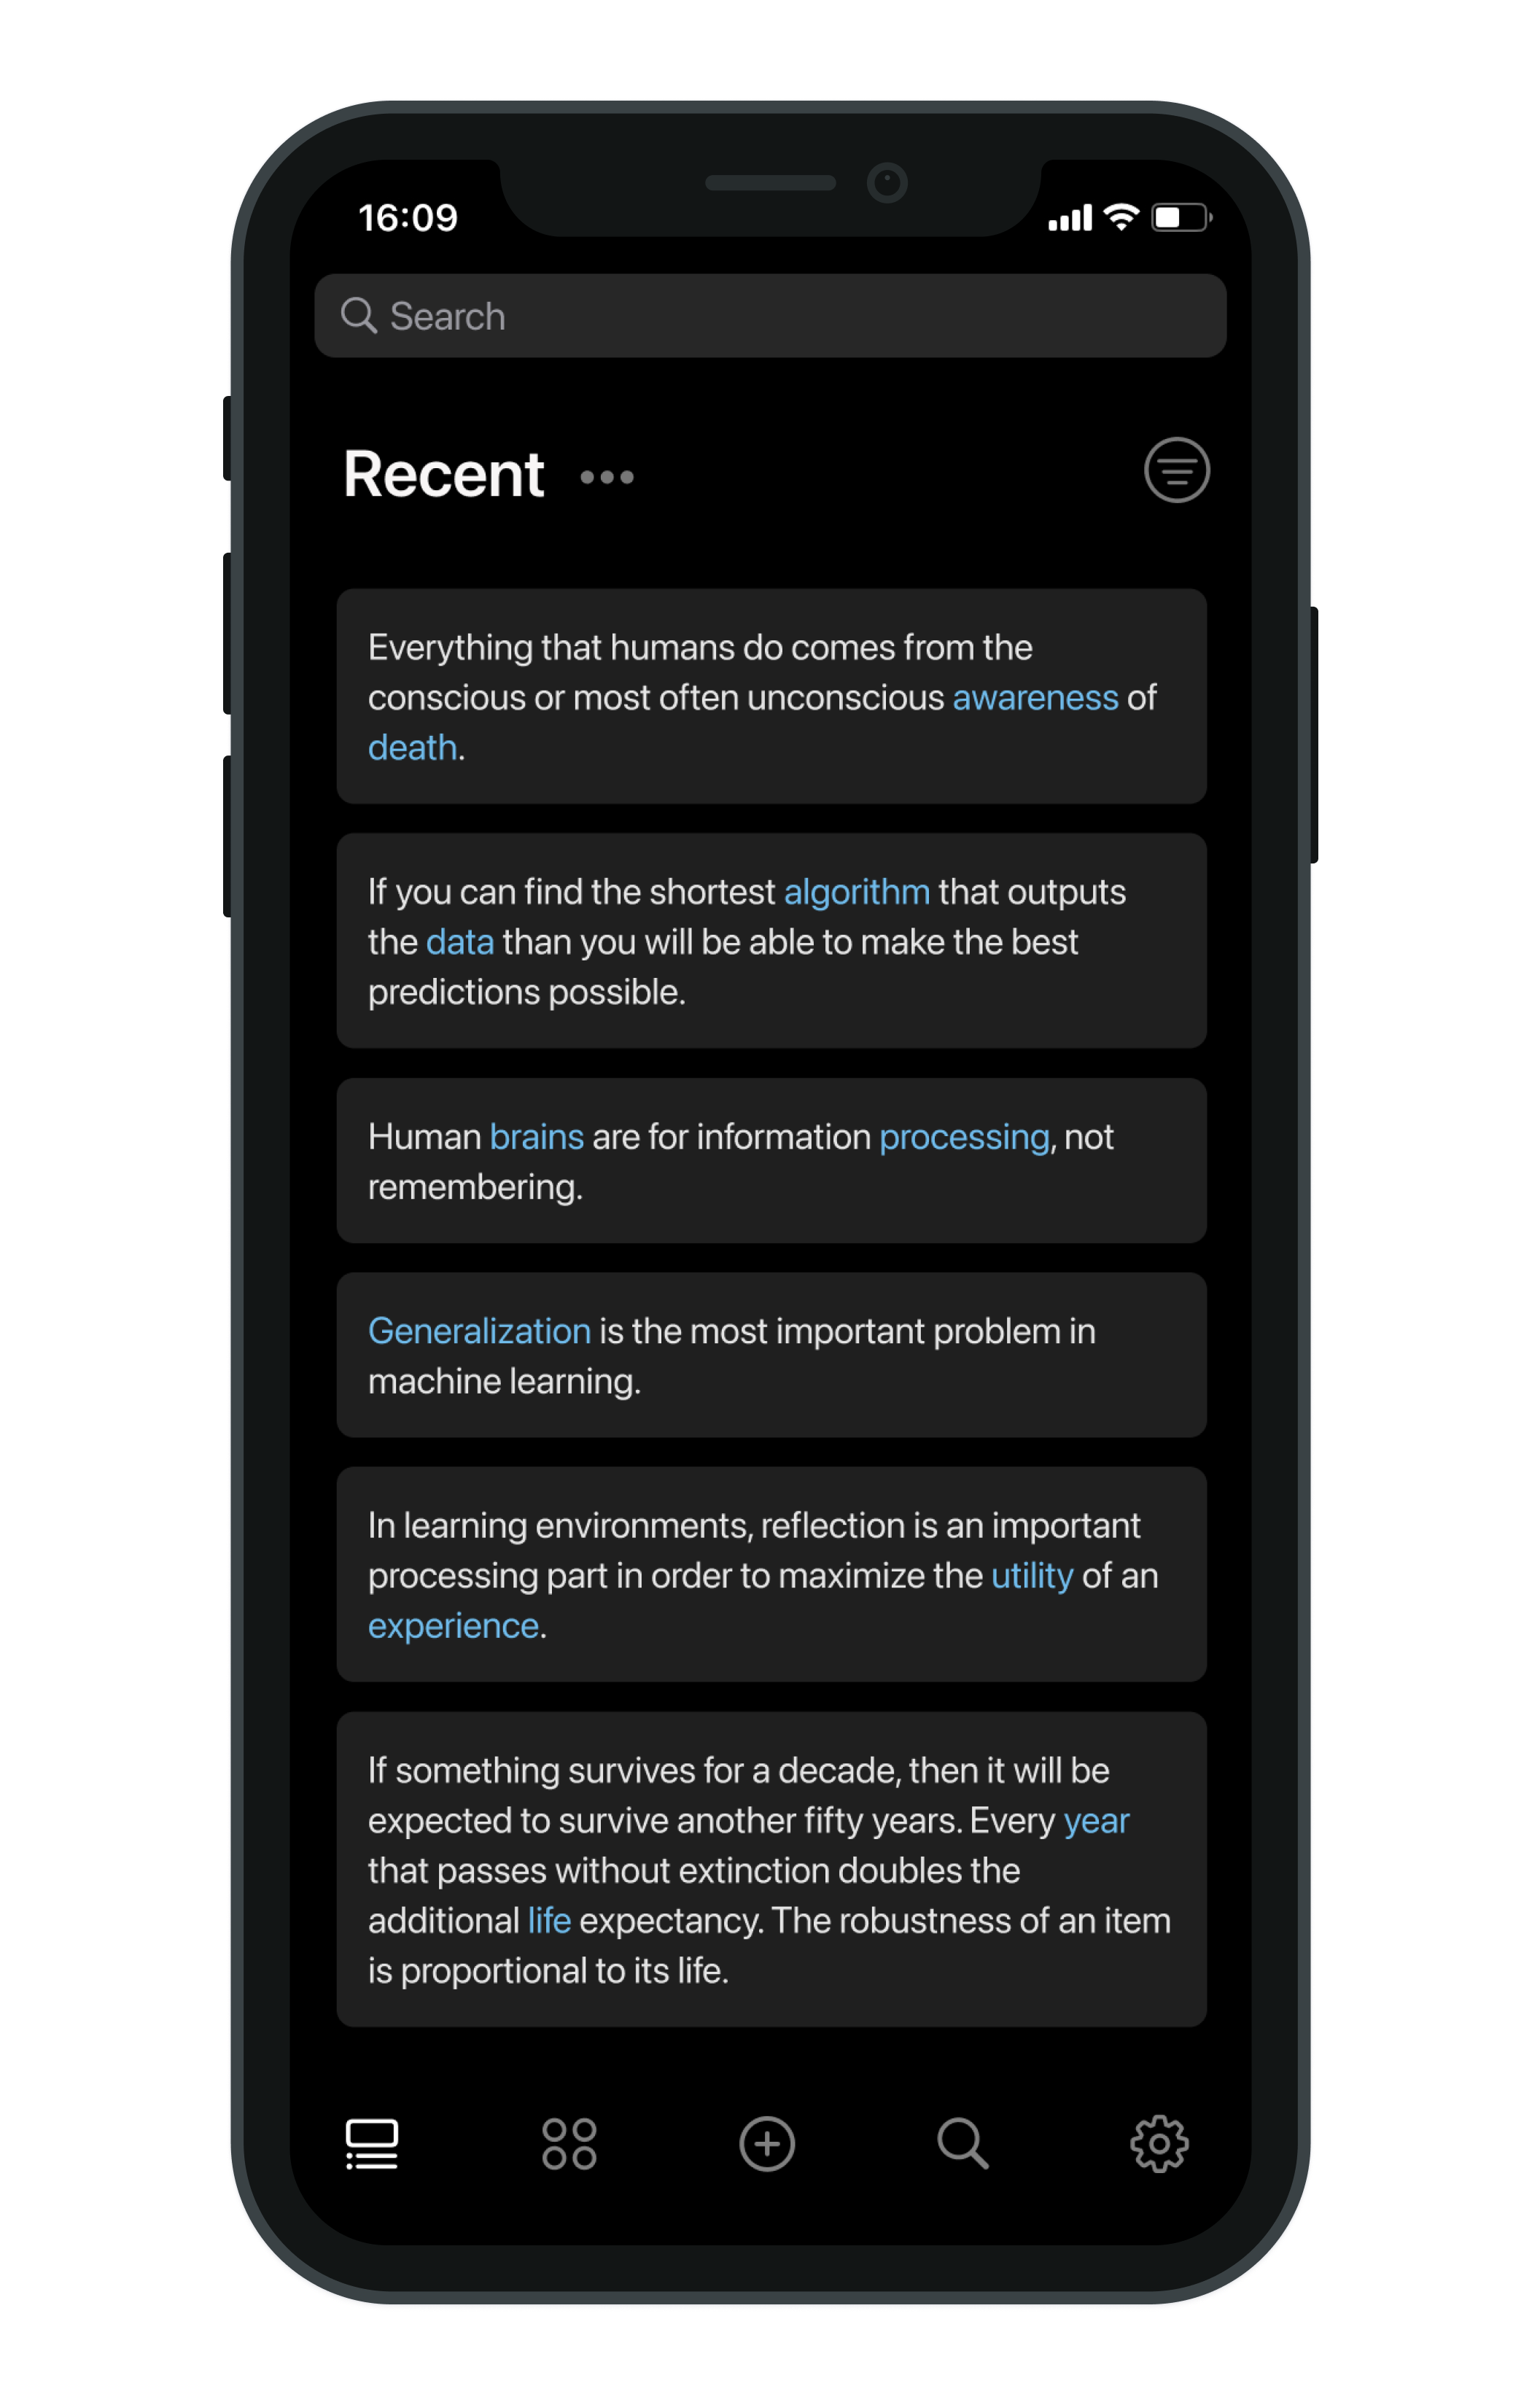 16:09
Search
Recent
Everything that humans do comes from the
conscious or most often unconscious awareness of
death.
If you can find the shortest algorithm that outputs
the data than you will be able to make the best
predictions possible.
Human brains are for information processing, not
remembering.
Generalization is the most important problem in
machine learning.
In learning environments, reflection is an important
processing part in order to maximize the utility of an
experience.
If something survives for a decade, then it will be
expected to survive another fifty years. Every year
that passes without extinction doubles the
additional life expectancy. The robustness of an item
is proportional to its life.